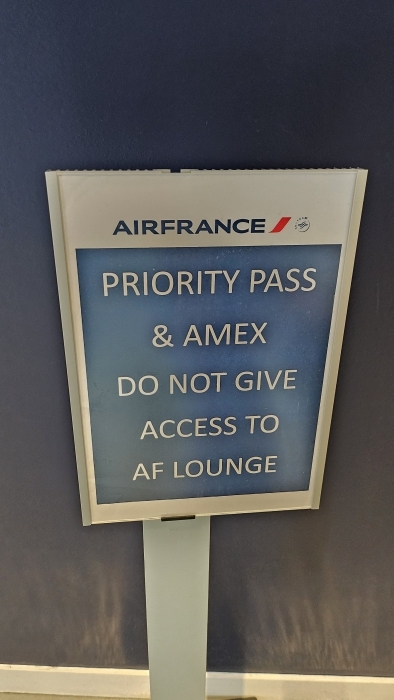 AIRFRANCE
PRIORITY PASS
& AMEX
DO NOT GIVE
ACCESS TO
AF LOUNGE